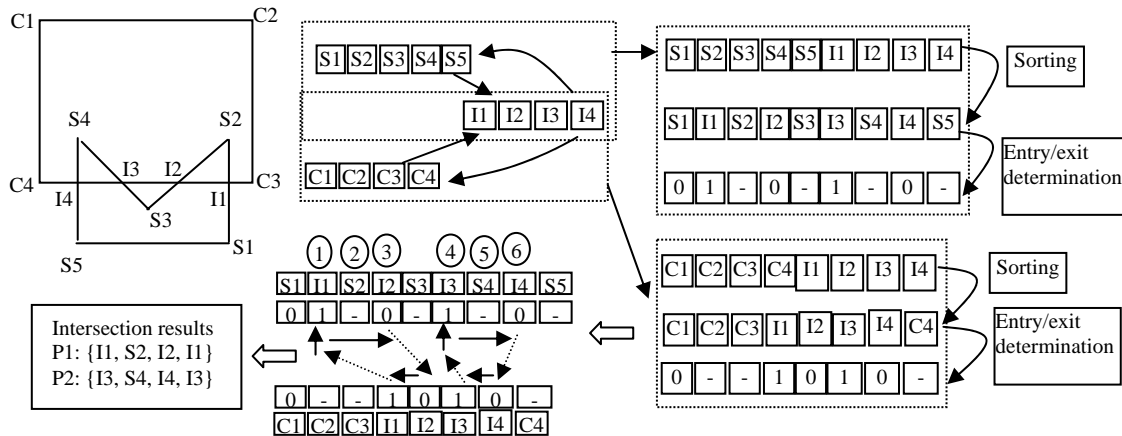 C1
C2
S4
S2
I3
I2
C4
C3
I4
I1
S3
S1
S5
S1 S2 S3 S4 S5
I1 I2 I3 I4
C1 C2 C3 C4
S1 S2 S3 S4 S5 I1 I2 I3 I4
Sorting
S1 I1 S2 I2 S3 I3 S4 I4 S5
Entry/exit
determination
0 1 - 0 - 1 - 0 -
C1 C2 C3 C4 I1 I2 I3 I4
Sorting
C1 C2 C3 I1 I2 I3 I4 C4
Entry/exit
determination
0 - - 1 0 1 0 -
1 2 3 4 5 6
S1 I1 S2 I2 S3 I3 S4 I4 S5
0 1 - 0 - 1 - 0 -
0 - - 1 0 1 0 -
C1 C2 C3 I1 I2 I3 I4 C4
Intersection results
P1: {I1, S2, I2, I1}
P2: {I3, S4, I4, I3}